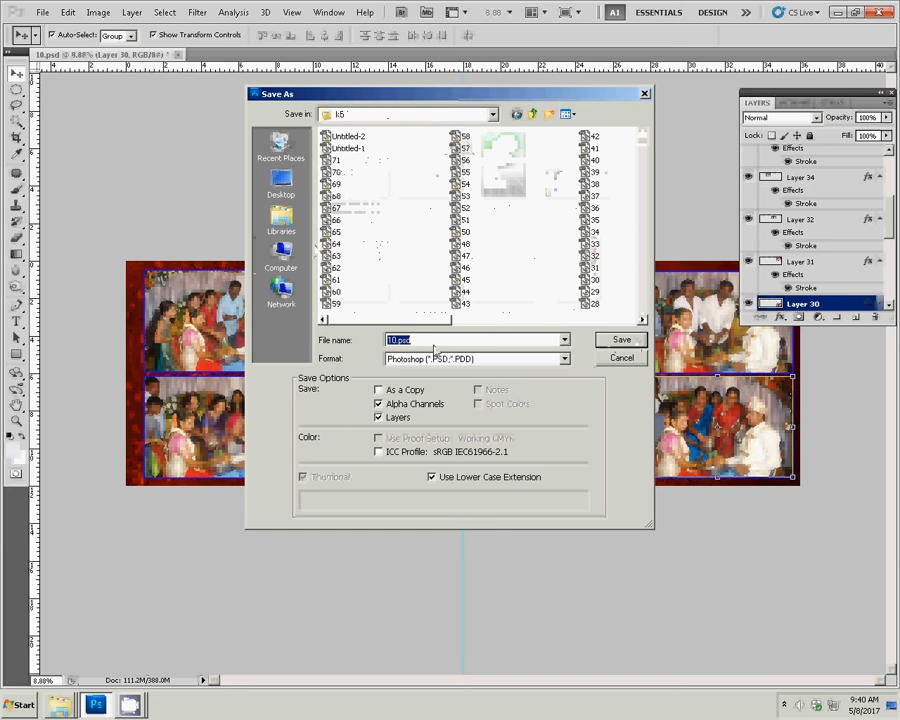 File Edit Image Layer Select Filter Analysis 3D View Window Help Br Mb 8.88 ESSENTIALS DESIGN >> CS Live
Auto-Select: Group Show Transform Controls
10.psd @ 8.88% (Layer 30, RGB/8#) *
Save As
Save in: k5
Recent Places
Desktop
Libraries
Computer
Network
Untitled-2 58 42
Untitled-1 57 41
71 56 40
70 55 39
69 54 38
68 53 37
67 52 36
66 51 35
65 50 34
64 48 33
63 47 32
62 46 31
61 45 30
60 44 29
59 43 28
File name: 10.psd Save
Format: Photoshop (*.PSD;*.PDD) Cancel
Save Options
Save: As a Copy Notes
Alpha Channels Spot Colors
Layers
Color: Use Proof Setup: Working CMYK
ICC Profile: sRGB IEC61966-2.1
Thumbnail Use Lower Case Extension
LAYERS
Normal Opacity: 100%
Lock: Fill: 100%
Effects
Stroke
Layer 34
Effects
Stroke
Layer 32
Effects
Stroke
Layer 31
Effects
Stroke
Layer 30
8.88% Doc: 111.2M/388.0M
Start Ps 9:40 AM
5/8/2017